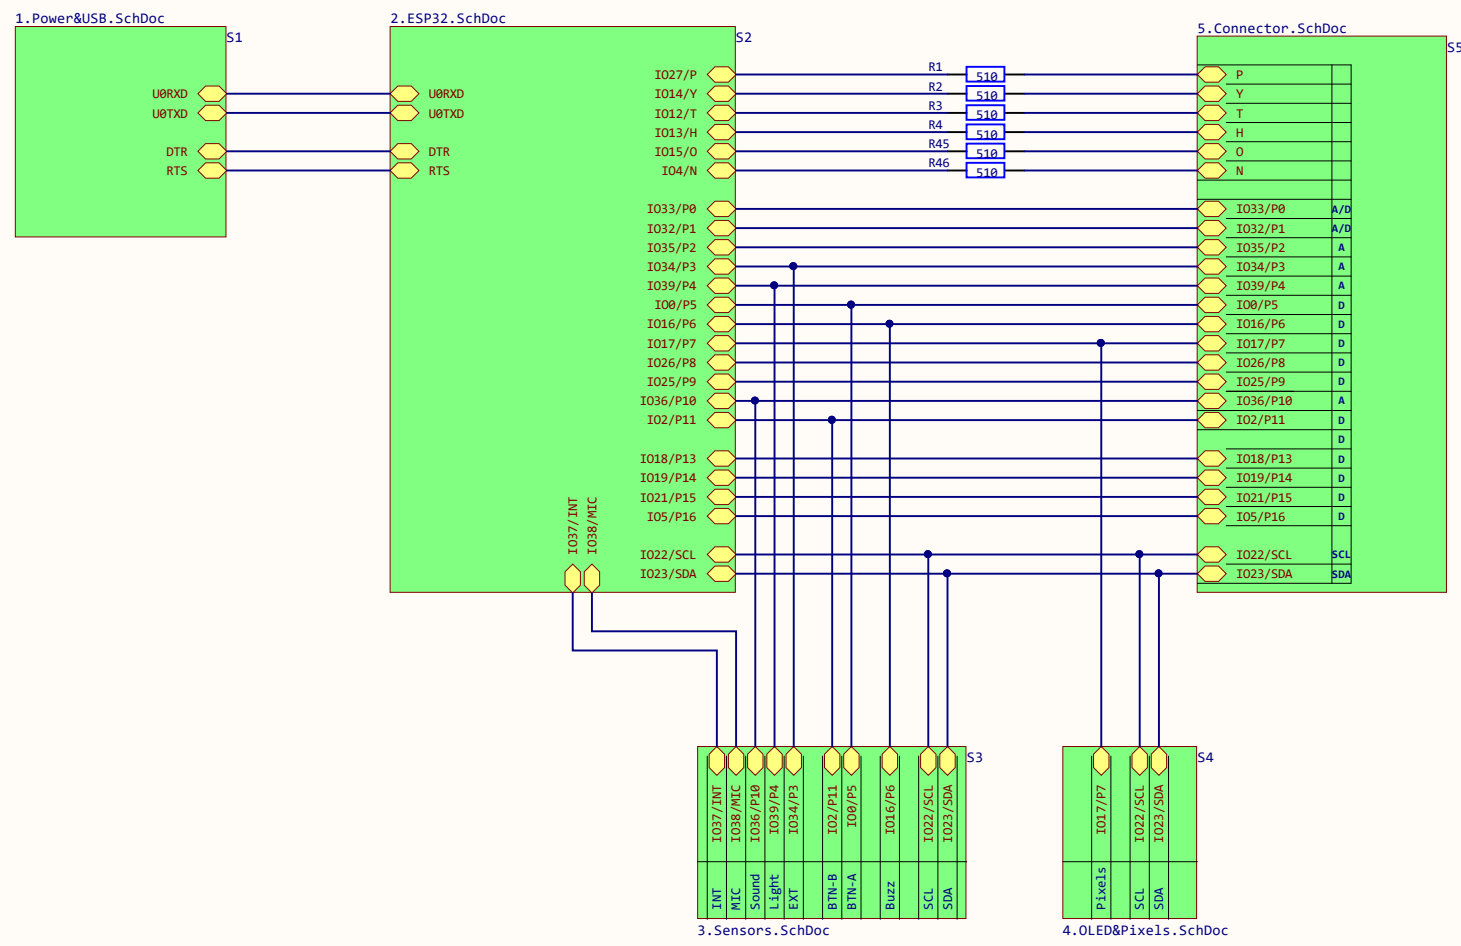 1.Power&USB.SchDoc
S1
U0RXD
U0TXD
DTR
RTS
2.ESP32.SchDoc
S2
U0RXD
U0TXD
DTR
RTS
IO27/P
IO14/Y
IO12/T
IO13/H
IO15/O
IO4/N
IO33/P0
IO32/P1
IO35/P2
IO34/P3
IO39/P4
IO0/P5
IO16/P6
IO17/P7
IO26/P8
IO25/P9
IO36/P10
IO2/P11
IO18/P13
IO19/P14
IO21/P15
IO5/P16
IO22/SCL
IO23/SDA
IO37/INT
IO38/MIC
R1 510
R2 510
R3 510
R4 510
R45 510
R46 510
5.Connector.SchDoc
S5
P
Y
T
H
O
N
IO33/P0 A/D
IO32/P1 A/D
IO35/P2 A
IO34/P3 A
IO39/P4 A
IO0/P5 D
IO16/P6 D
IO17/P7 D
IO26/P8 D
IO25/P9 D
IO36/P10 A
IO2/P11 D
D
IO18/P13 D
IO19/P14 D
IO21/P15 D
IO5/P16 D
IO22/SCL SCL
IO23/SDA SDA
S3
IO37/INT INT
IO38/MIC MIC
IO36/P10 Sound
IO39/P4 Light
IO34/P3 EXT
IO2/P11 BTN-B
IO0/P5 BTN-A
IO16/P6 Buzz
IO22/SCL SCL
IO23/SDA SDA
3.Sensors.SchDoc
S4
IO17/P7 Pixels
IO22/SCL SCL
IO23/SDA SDA
4.OLED&Pixels.SchDoc